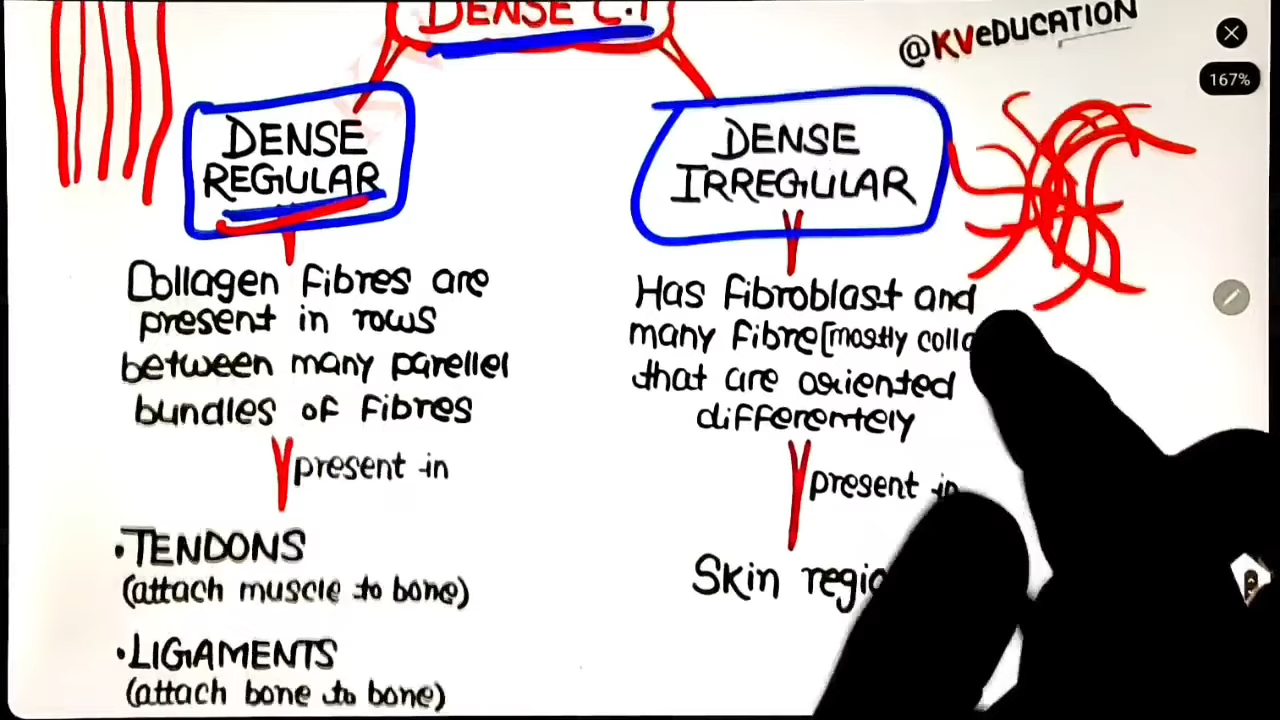 DENSE C.T
@KVeDUCATION
167%
DENSE
REGULAR
DENSE
IRREGULAR
Collagen fibres are
present in rows
between many parellel
bundles of fibres
present in
•TENDONS
(attach muscle to bone)
•LIGAMENTS
(attach bone to bone)
Has fibroblast and
many fibre[mostly
that are oriented
differentely
present in
Skin